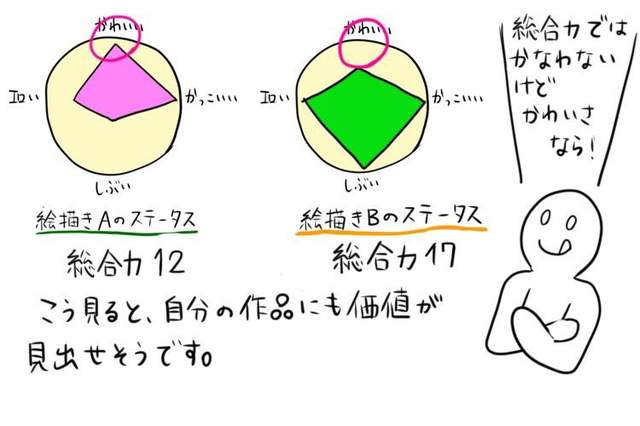 かわいい
エロい
かっこいい
しぶい
かわいい
エロい
かっこいい
しぶい
総合力では
かなわない
けど
かわいさ
なら!
絵描きAのステータス
総合力12
絵描きBのステータス
総合力17
こう見ると、自分の作品にも価値が
見出せそうです。